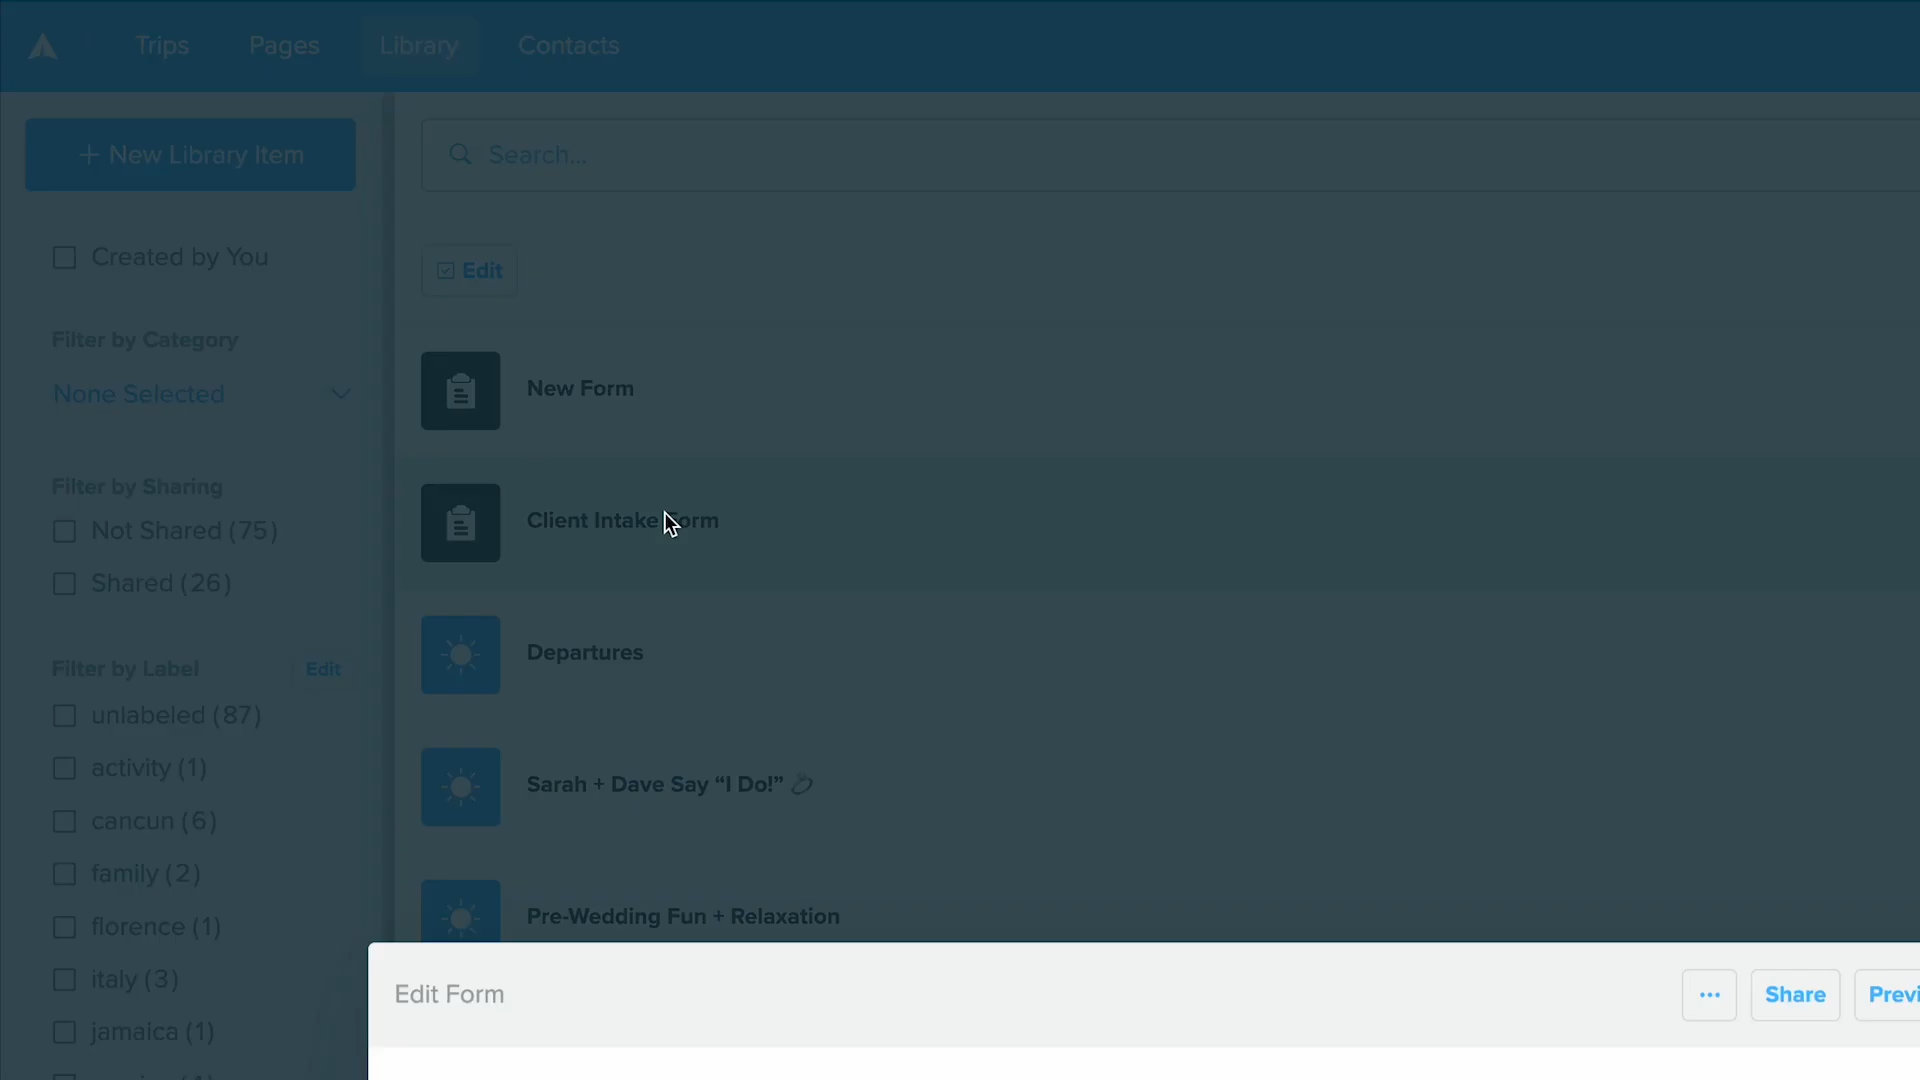 Trips Pages Library Contacts
+ New Library Item
Search...
Created by You
Edit
Filter by Category
None Selected
New Form
Filter by Sharing
Not Shared (75)
Shared (26)
Client Intake Form
Filter by Label Edit
unlabeled (87)
activity (1)
cancun (6)
family (2)
florence (1)
italy (3)
jamaica (1)
Departures
Sarah + Dave Say “I Do!”
Pre-Wedding Fun + Relaxation
Edit Form
... Share Previ